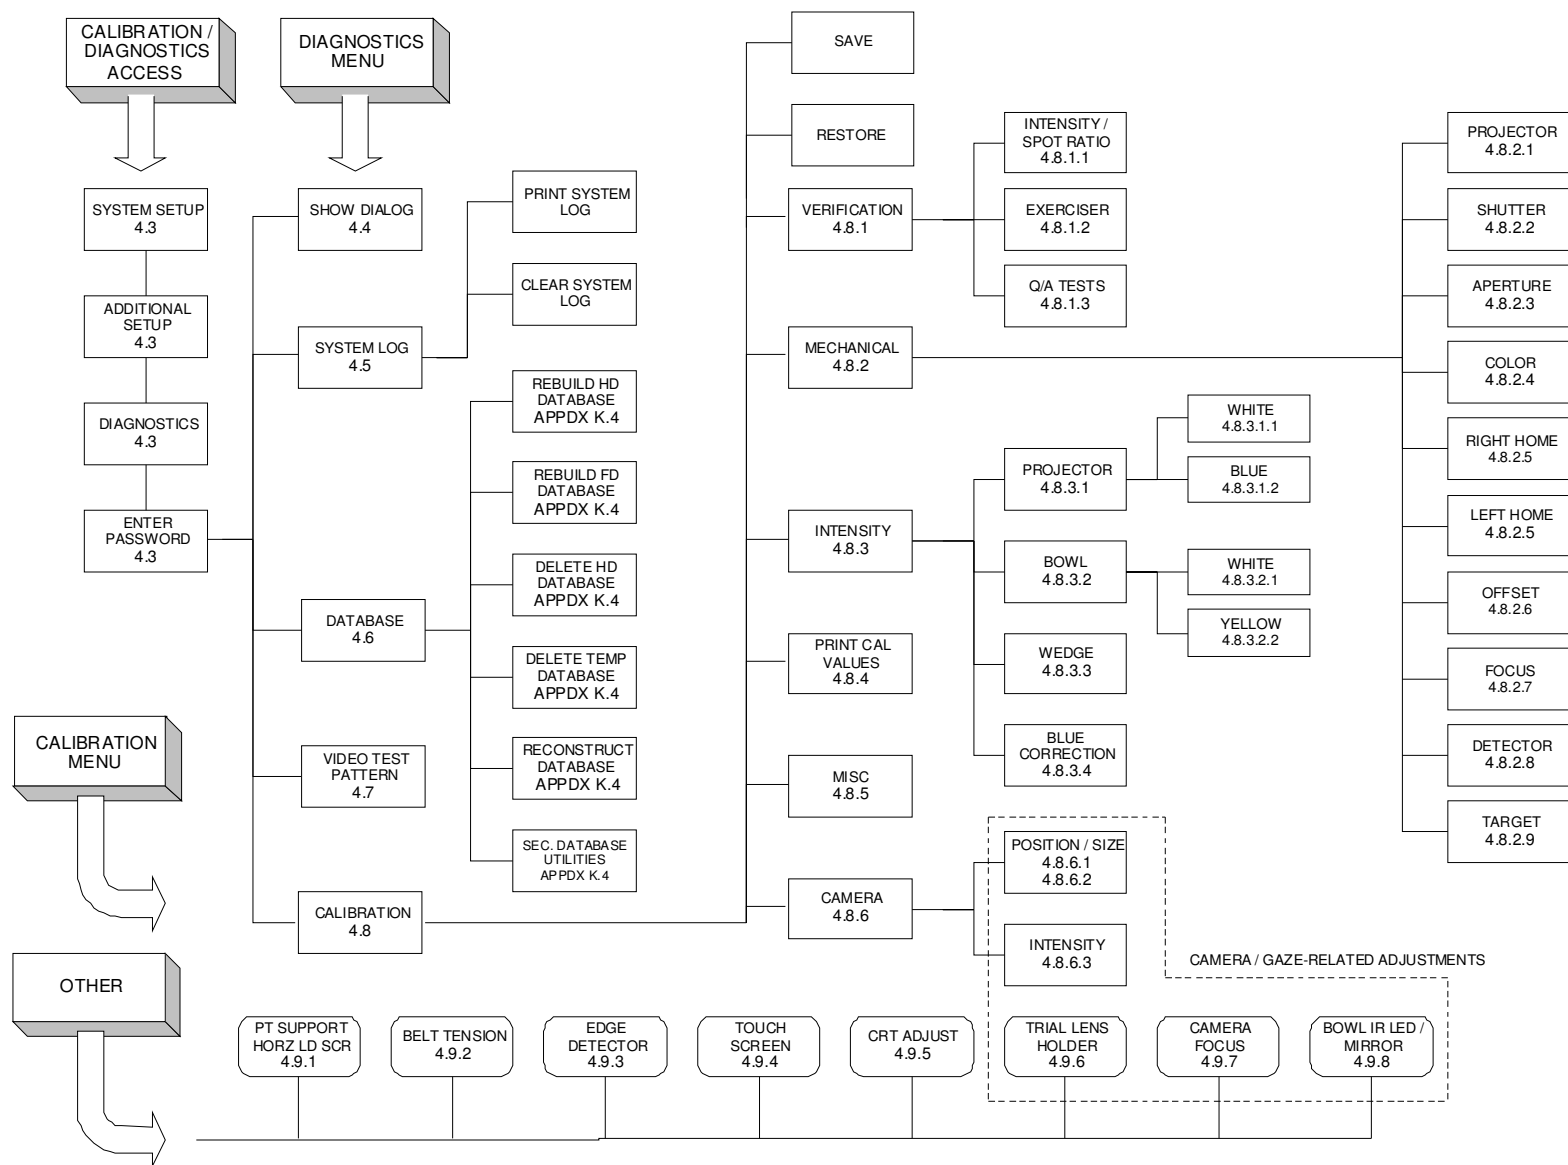 CALIBRATION /
DIAGNOSTICS
ACCESS
DIAGNOSTICS
MENU
SYSTEM SETUP
4.3
ADDITIONAL
SETUP
4.3
DIAGNOSTICS
4.3
ENTER
PASSWORD
4.3
SHOW DIALOG
4.4
SYSTEM LOG
4.5
DATABASE
4.6
VIDEO TEST
PATTERN
4.7
CALIBRATION
4.8
PRINT SYSTEM
LOG
CLEAR SYSTEM
LOG
REBUILD HD
DATABASE
APPDX K.4
REBUILD FD
DATABASE
APPDX K.4
DELETE HD
DATABASE
APPDX K.4
DELETE TEMP
DATABASE
APPDX K.4
RECONSTRUCT
DATABASE
APPDX K.4
SEC. DATABASE
UTILITIES
APPDX K.4
CALIBRATION
MENU
SAVE
RESTORE
VERIFICATION
4.8.1
MECHANICAL
4.8.2
INTENSITY
4.8.3
PRINT CAL
VALUES
4.8.4
MISC
4.8.5
CAMERA
4.8.6
INTENSITY /
SPOT RATIO
4.8.1.1
EXERCISER
4.8.1.2
Q/A TESTS
4.8.1.3
PROJECTOR
4.8.3.1
BOWL
4.8.3.2
WEDGE
4.8.3.3
BLUE
CORRECTION
4.8.3.4
WHITE
4.8.3.1.1
BLUE
4.8.3.1.2
WHITE
4.8.3.2.1
YELLOW
4.8.3.2.2
POSITION / SIZE
4.8.6.1
4.8.6.2
INTENSITY
4.8.6.3
PROJECTOR
4.8.2.1
SHUTTER
4.8.2.2
APERTURE
4.8.2.3
COLOR
4.8.2.4
RIGHT HOME
4.8.2.5
LEFT HOME
4.8.2.5
OFFSET
4.8.2.6
FOCUS
4.8.2.7
DETECTOR
4.8.2.8
TARGET
4.8.2.9
CAMERA / GAZE-RELATED ADJUSTMENTS
OTHER
PT SUPPORT
HORZ LD SCR
4.9.1
BELT TENSION
4.9.2
EDGE
DETECTOR
4.9.3
TOUCH
SCREEN
4.9.4
CRT ADJUST
4.9.5
TRIAL LENS
HOLDER
4.9.6
CAMERA
FOCUS
4.9.7
BOWL IR LED /
MIRROR
4.9.8